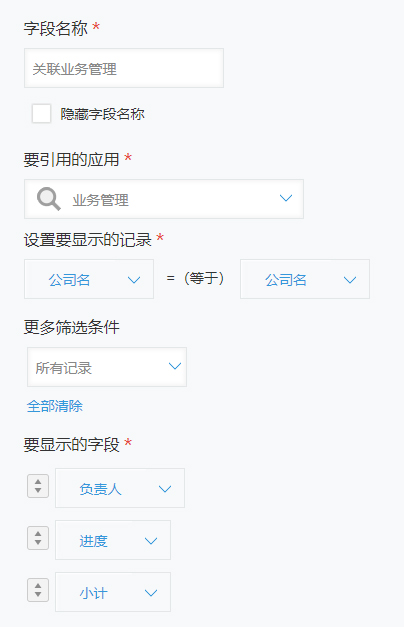 字段名称 *
关联业务管理
隐藏字段名称
要引用的应用 *
业务管理
设置要显示的记录 *
公司名 =（等于） 公司名
更多筛选条件
所有记录
全部清除
要显示的字段 *
负责人
进度
小计